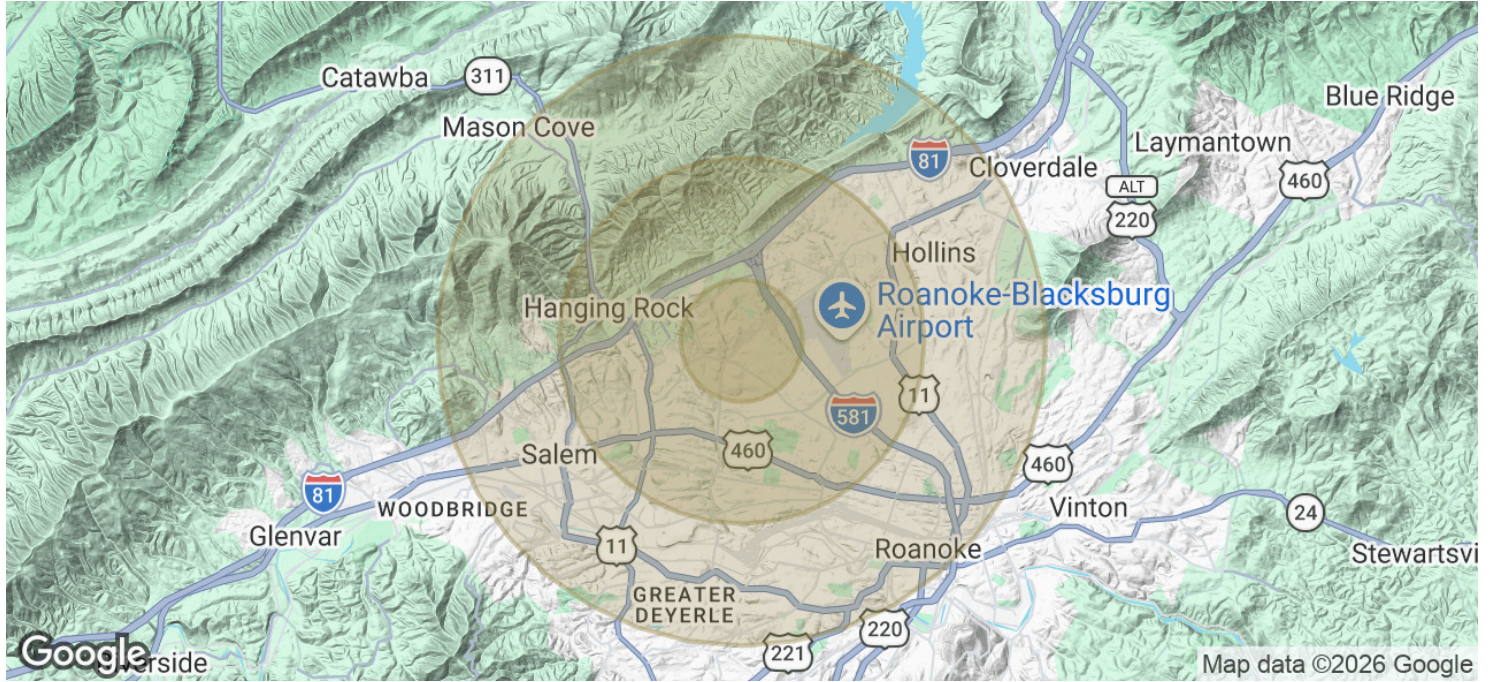 Catawba
311
Mason Cove
Blue Ridge
Laymantown
81
Cloverdale
460
ALT
220
Hollins
Roanoke-Blacksburg
Airport
Hanging Rock
11
581
Salem
460
460
81
WOODBRIDGE
Vinton
24
Glenvar
11
Roanoke
Stewartsvi
GREATER
DEYERLE
220
221
Google
verside
Map data ©2026 Google